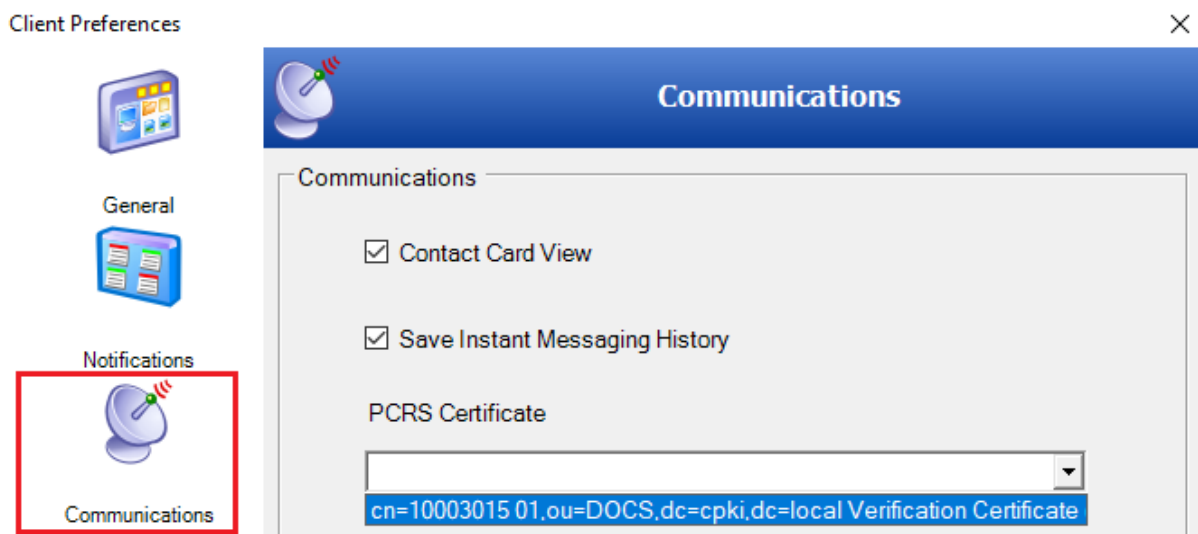 Client Preferences
Communications
General
Communications
Contact Card View
Save Instant Messaging History
Notifications
PCRS Certificate
cn=10003015 01,ou=DOCS,dc=cpki,dc=local Verification Certificate
Communications